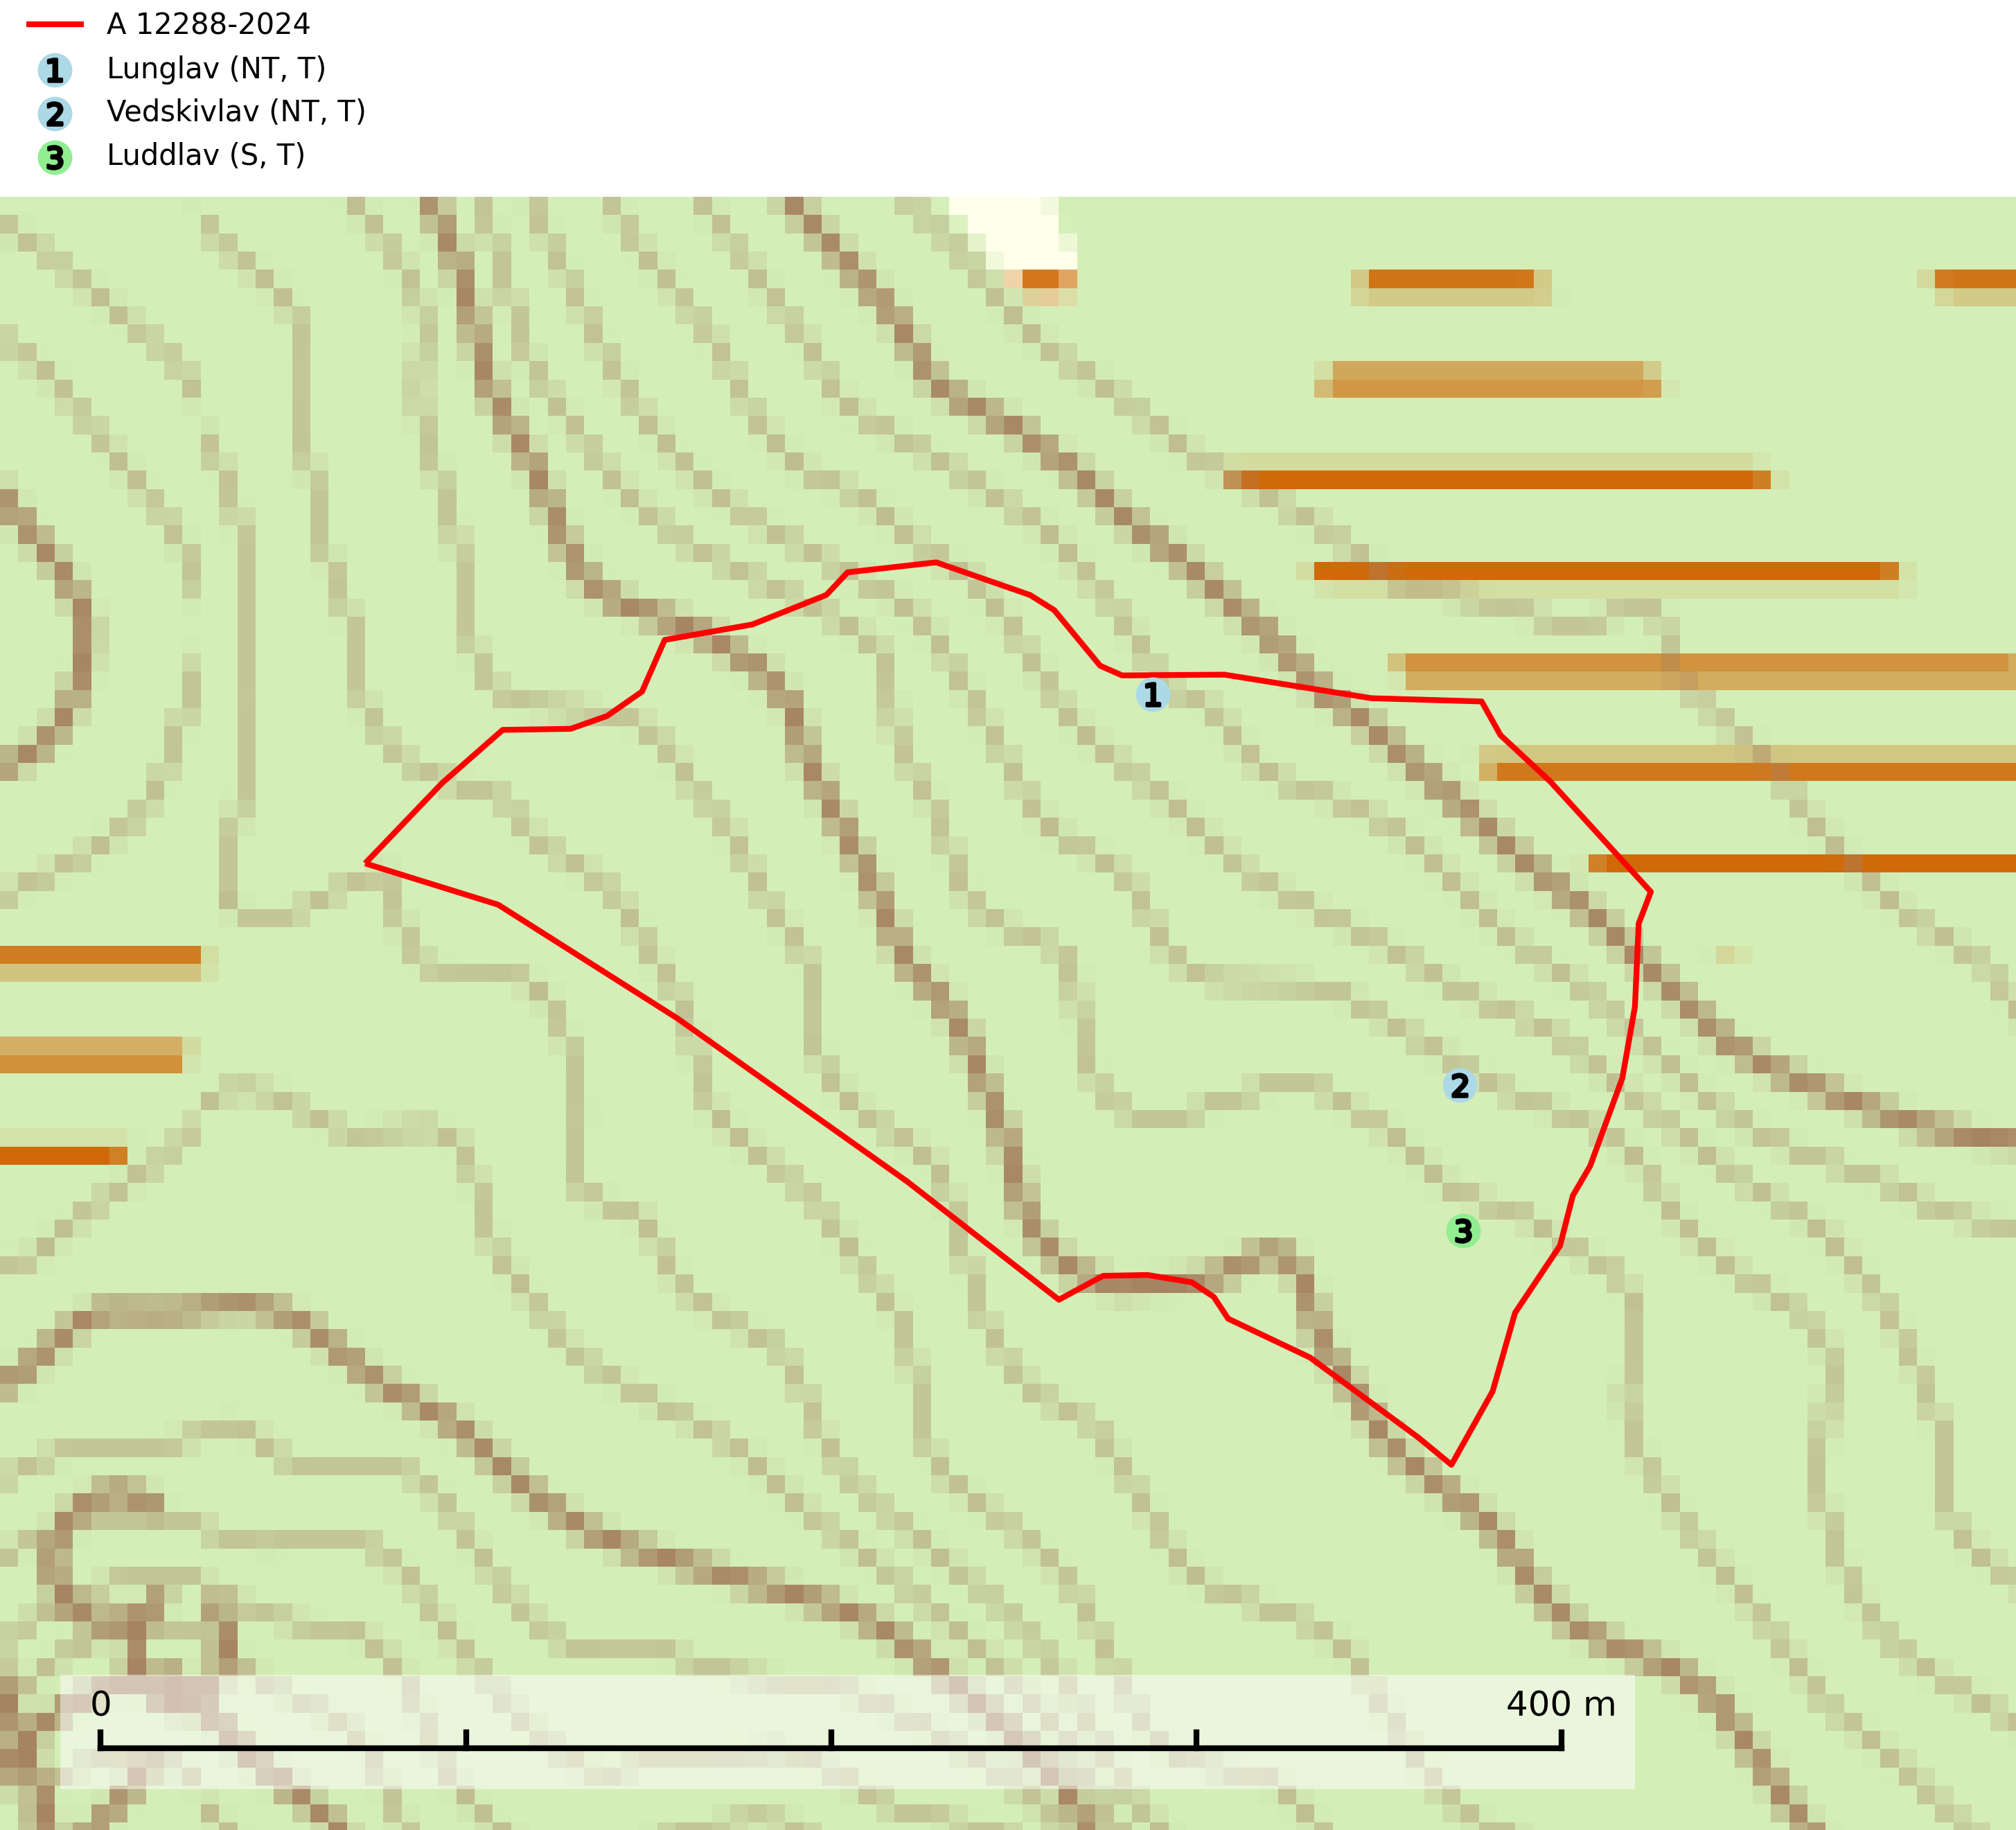 A 12288-2024
1 Lunglav (NT, T)
2 Vedskivlav (NT, T)
3 Luddlav (S, T)
1
2
3
0 400 m